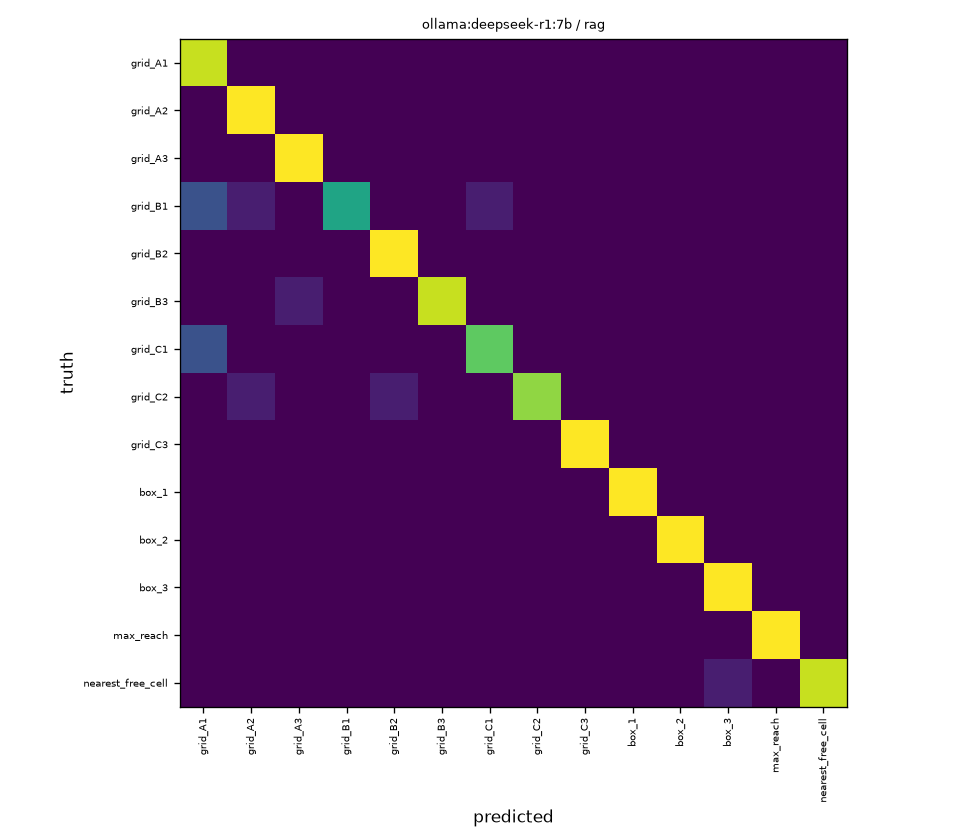 ollama:deepseek-r1:7b / rag
grid_A1
grid_A2
grid_A3
grid_B1
grid_B2
grid_B3
grid_C1
grid_C2
grid_C3
box_1
box_2
box_3
max_reach
nearest_free_cell
truth
grid_A1
grid_A2
grid_A3
grid_B1
grid_B2
grid_B3
grid_C1
grid_C2
grid_C3
box_1
box_2
box_3
max_reach
nearest_free_cell
predicted